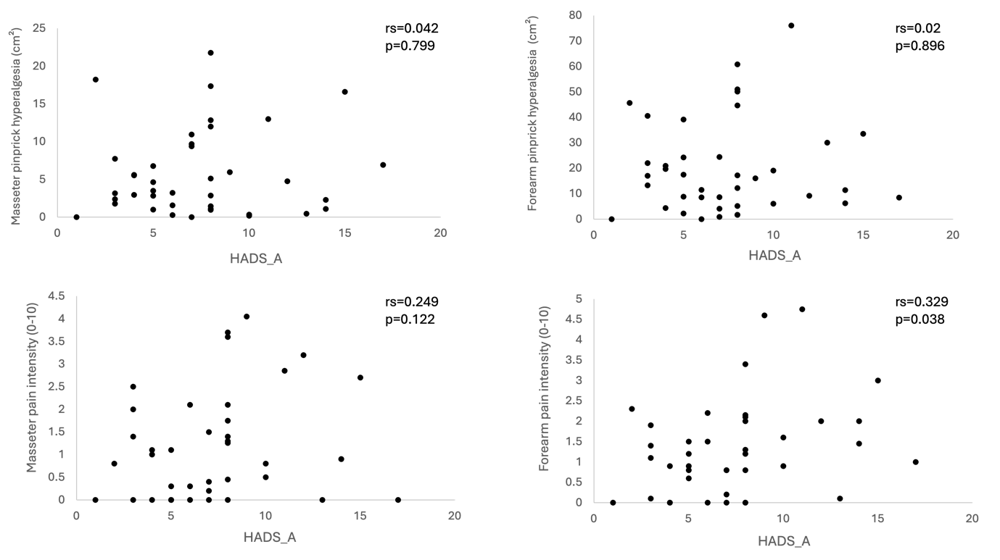 Masseter pinprick hyperalgesia (cm²)
25
20
15
10
5
0
0 5 10 15 20
HADS_A
rs=0.042
p=0.799
Forearm pinprick hyperalgesia (cm²)
80
70
60
50
40
30
20
10
0
0 5 10 15 20
HADS_A
rs=0.02
p=0.896
Masseter pain intensity (0-10)
4.5
4
3.5
3
2.5
2
1.5
1
0.5
0
0 5 10 15 20
HADS_A
rs=0.249
p=0.122
Forearm pain intensity (0-10)
5
4.5
4
3.5
3
2.5
2
1.5
1
0.5
0
0 5 10 15 20
HADS_A
rs=0.329
p=0.038